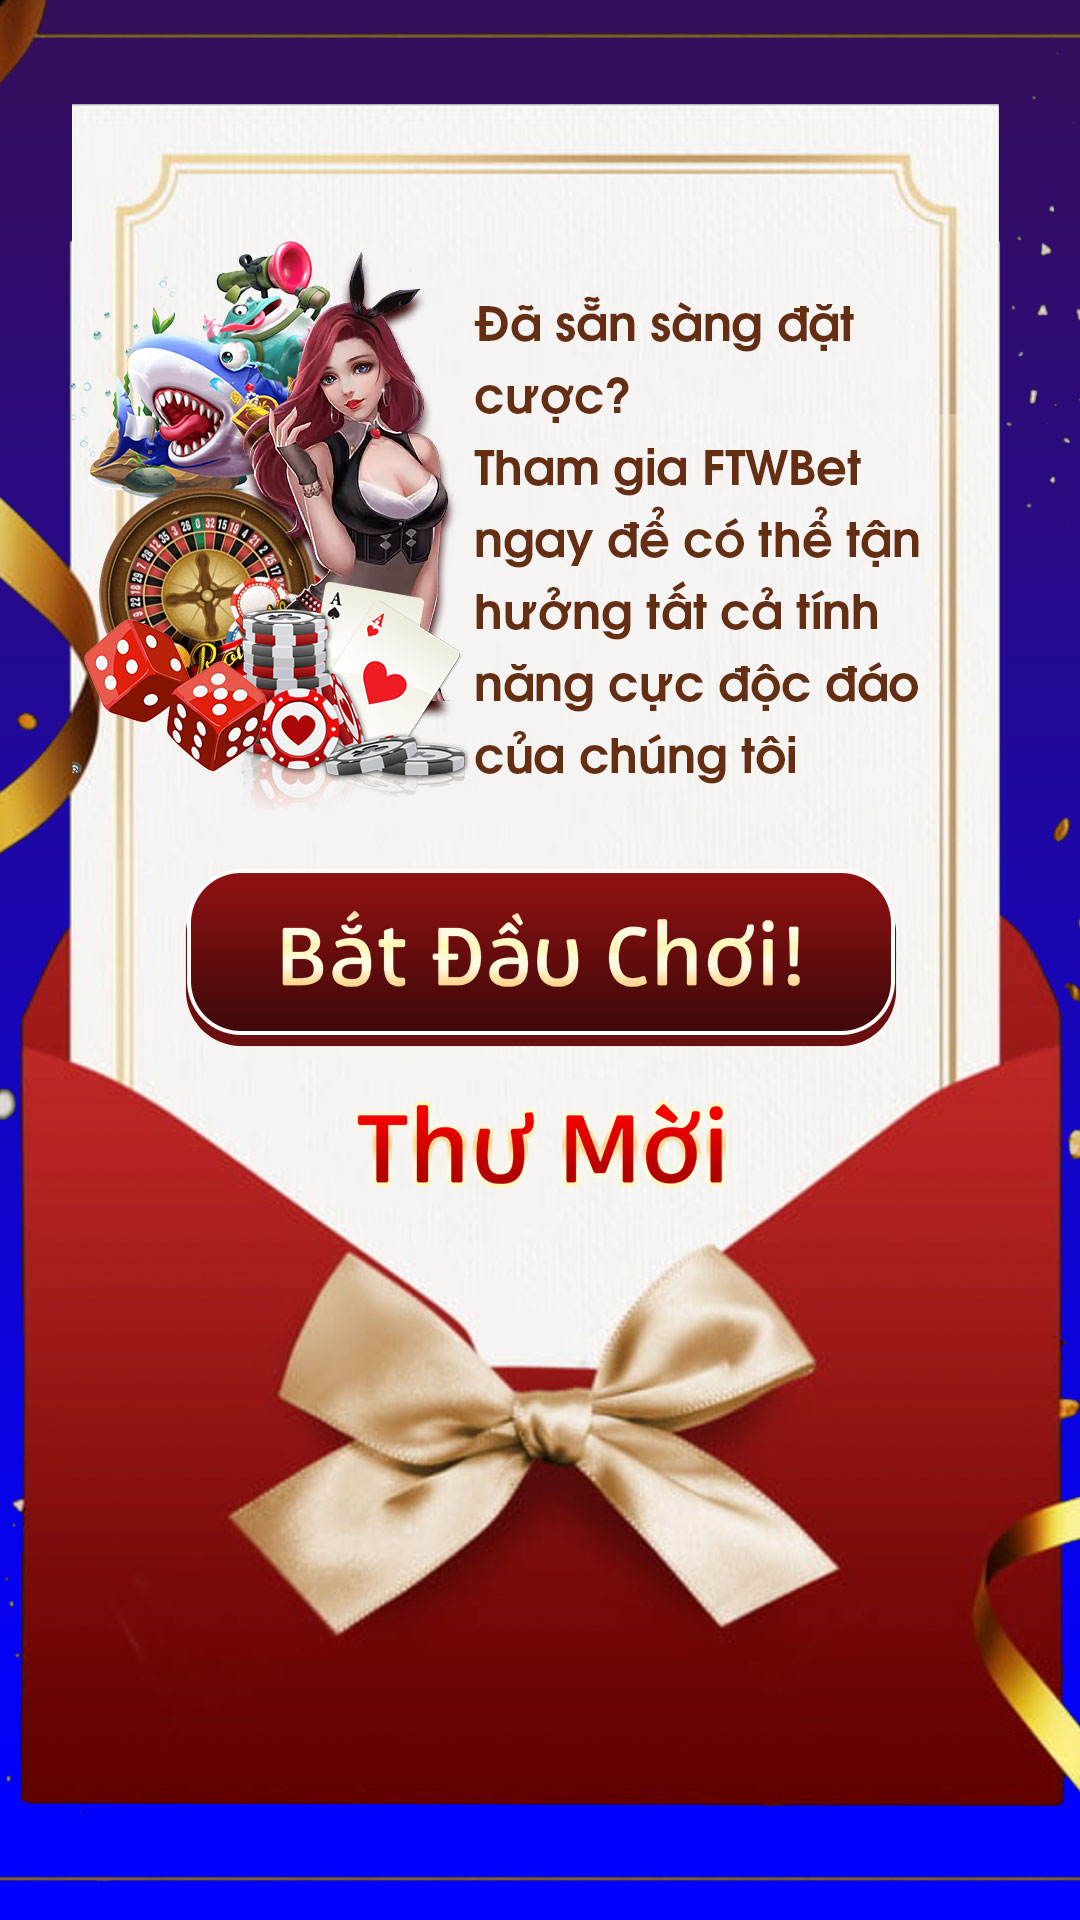 Đã sẵn sàng đặt
cược?
Tham gia FTWBet
ngay để có thể tận
hưởng tất cả tính
năng cực độc đáo
của chúng tôi
Bắt Đầu Chơi!
Thư Mời